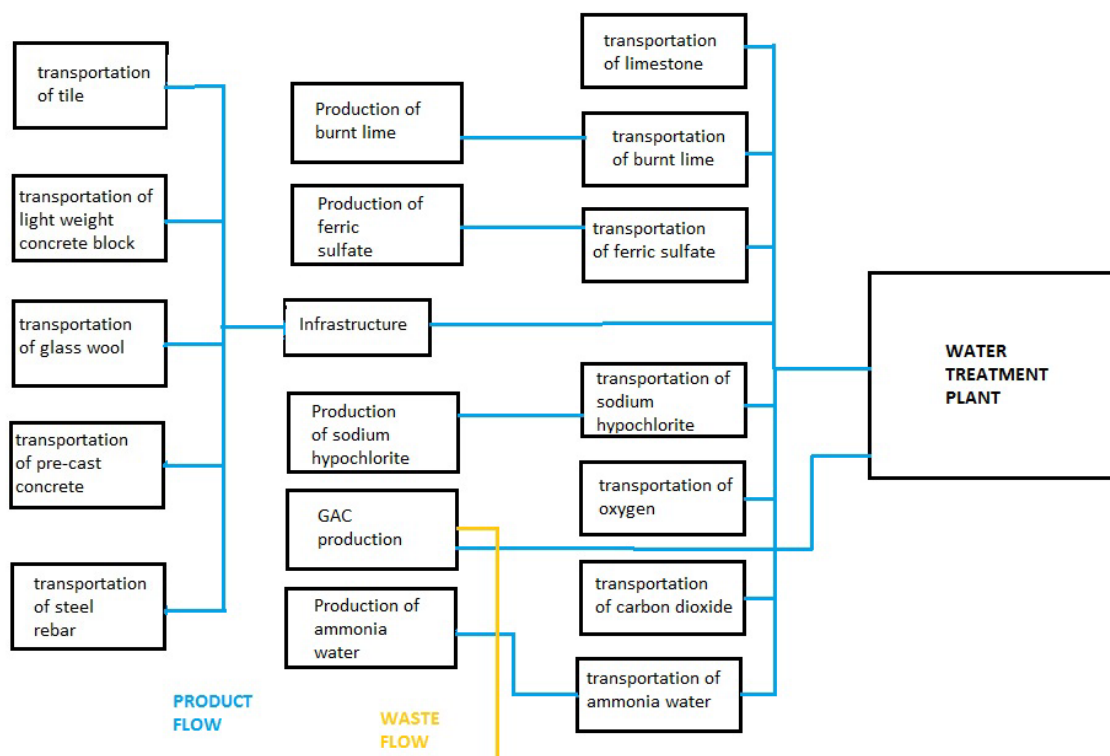 transportation
of tile
transportation of
light weight
concrete block
transportation
of glass wool
transportation
of pre-cast
concrete
transportation
of steel
rebar
Production of
burnt lime
Production of
ferric
sulfate
Infrastructure
Production
of sodium
hypochlorite
GAC
production
Production of
ammonia
water
transportation
of limestone
transportation
of burnt lime
transportation
of ferric sulfate
transportation of
sodium
hypochlorite
transportation of
oxygen
transportation
of carbon dioxide
transportation of
ammonia water
WATER
TREATMENT
PLANT
PRODUCT
FLOW
WASTE
FLOW